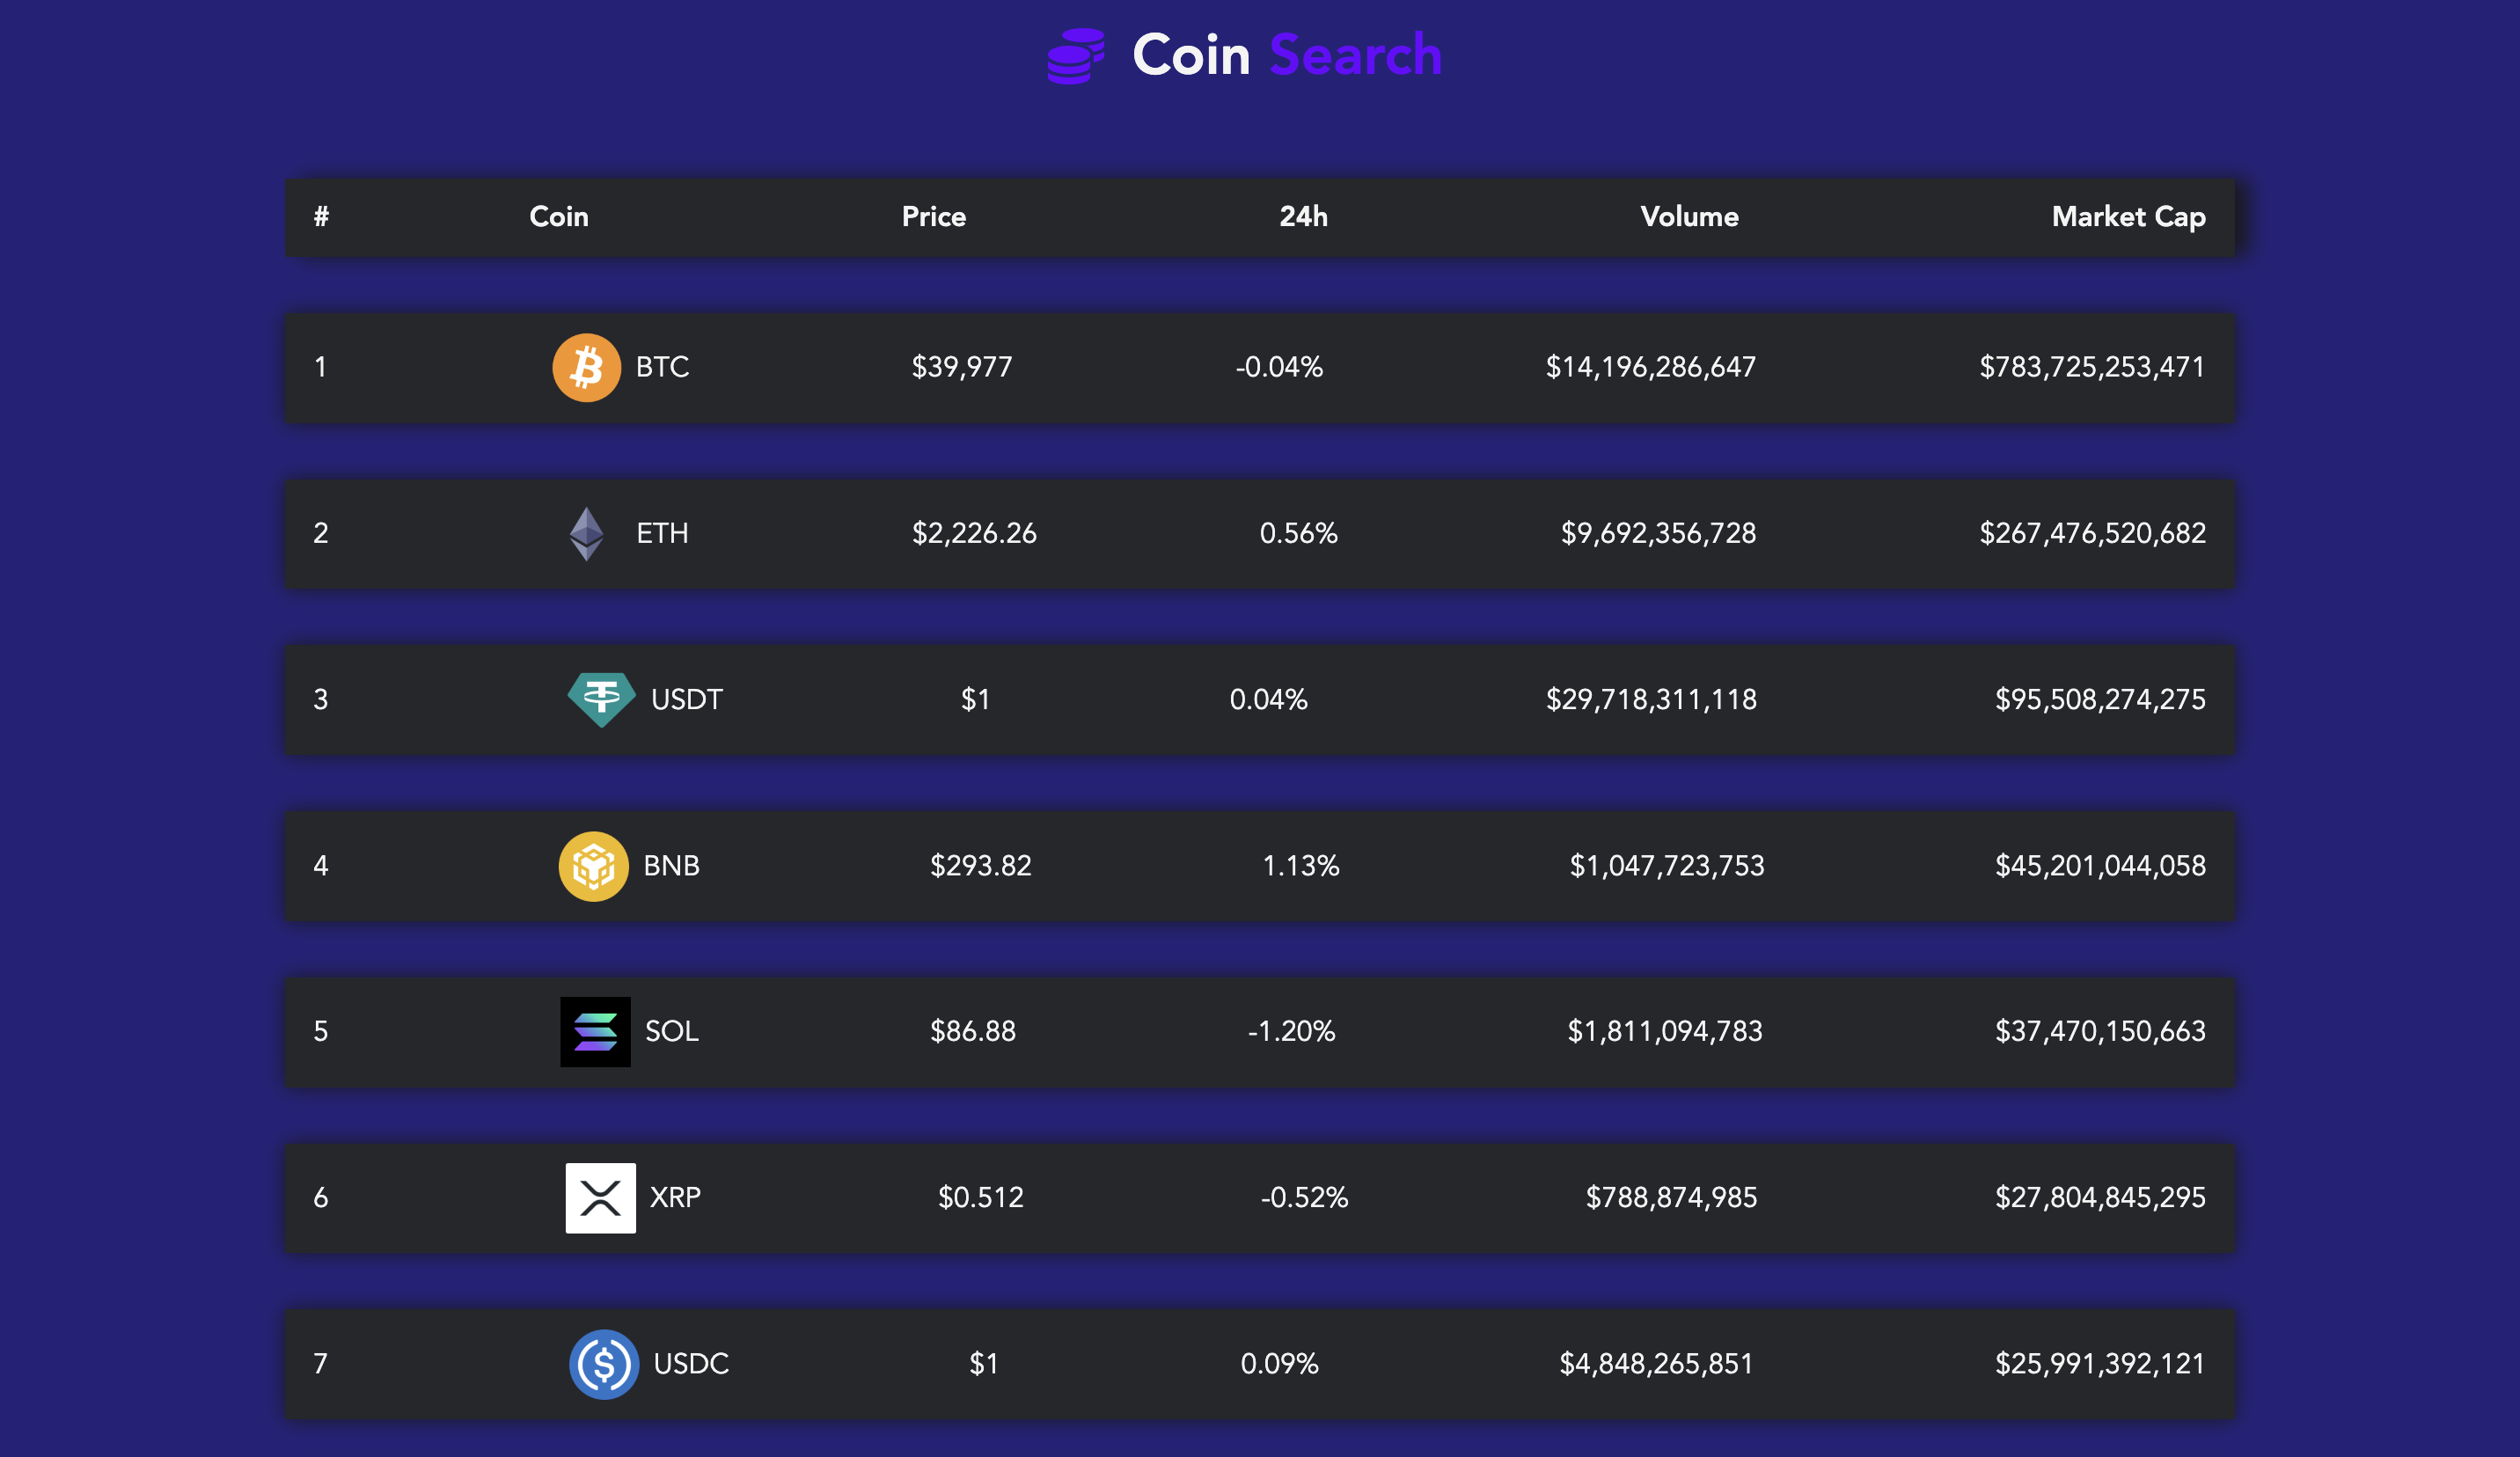 Coin Search
# Coin Price 24h Volume Market Cap
1 BTC $39,977 -0.04% $14,196,286,647 $783,725,253,471
2 ETH $2,226.26 0.56% $9,692,356,728 $267,476,520,682
3 USDT $1 0.04% $29,718,311,118 $95,508,274,275
4 BNB $293.82 1.13% $1,047,723,753 $45,201,044,058
5 SOL $86.88 -1.20% $1,811,094,783 $37,470,150,663
6 XRP $0.512 -0.52% $788,874,985 $27,804,845,295
7 USDC $1 0.09% $4,848,265,851 $25,991,392,121